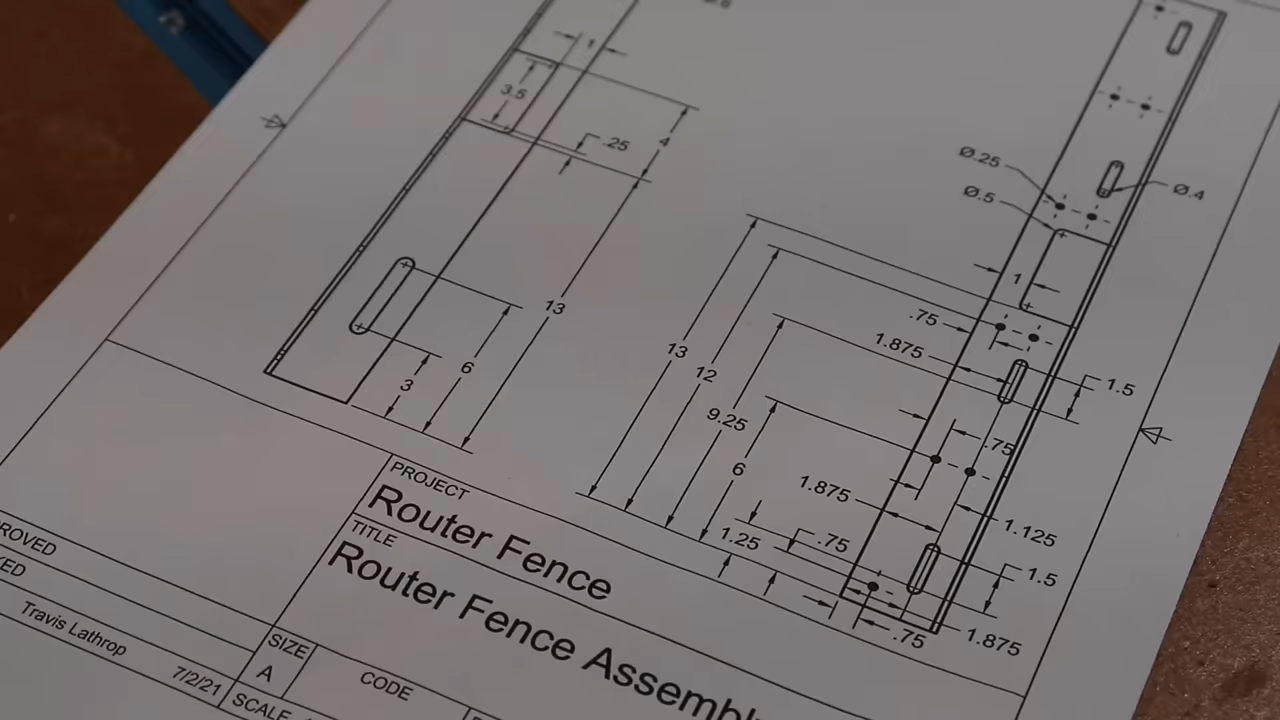 1
3.5
.25
4
13
6
3
Ø.25
Ø.5
Ø.4
1
.75
1.875
13
12
9.25
6
1.5
.75
1.875
1.125
1.25
.75
1.5
.75
1.875
PROJECT
Router Fence
TITLE
Router Fence Assembl
ROVED
Travis Lathrop
7/2/21
SIZE
A
CODE
SCALE